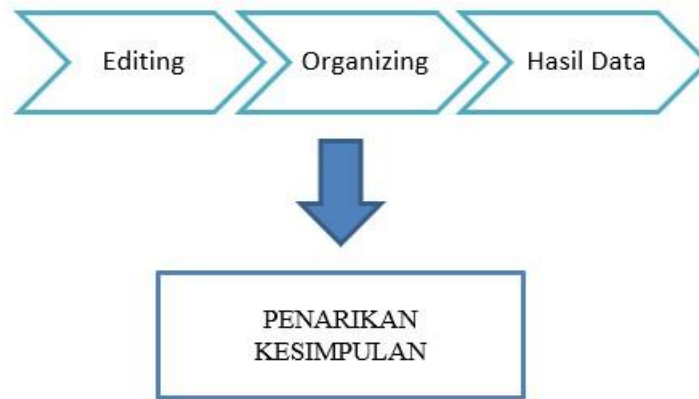 Editing
Organizing
Hasil Data
PENARIKAN
KESIMPULAN